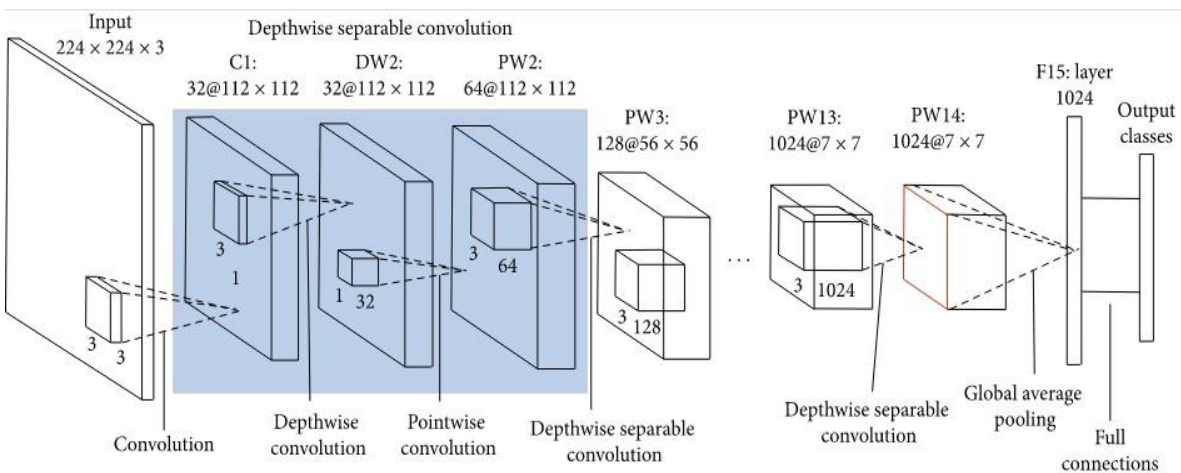 Input
224 × 224 × 3
Depthwise separable convolution
C1:
32@112 × 112
DW2:
32@112 × 112
PW2:
64@112 × 112
PW3:
128@56 × 56
PW13:
1024@7 × 7
PW14:
1024@7 × 7
F15: layer
1024
Output
classes
3
3
3
1
1
32
3
64
3
128
...
3
1024
Convolution
Depthwise
convolution
Pointwise
convolution
Depthwise separable
convolution
Depthwise separable
convolution
Global average
pooling
Full
connections